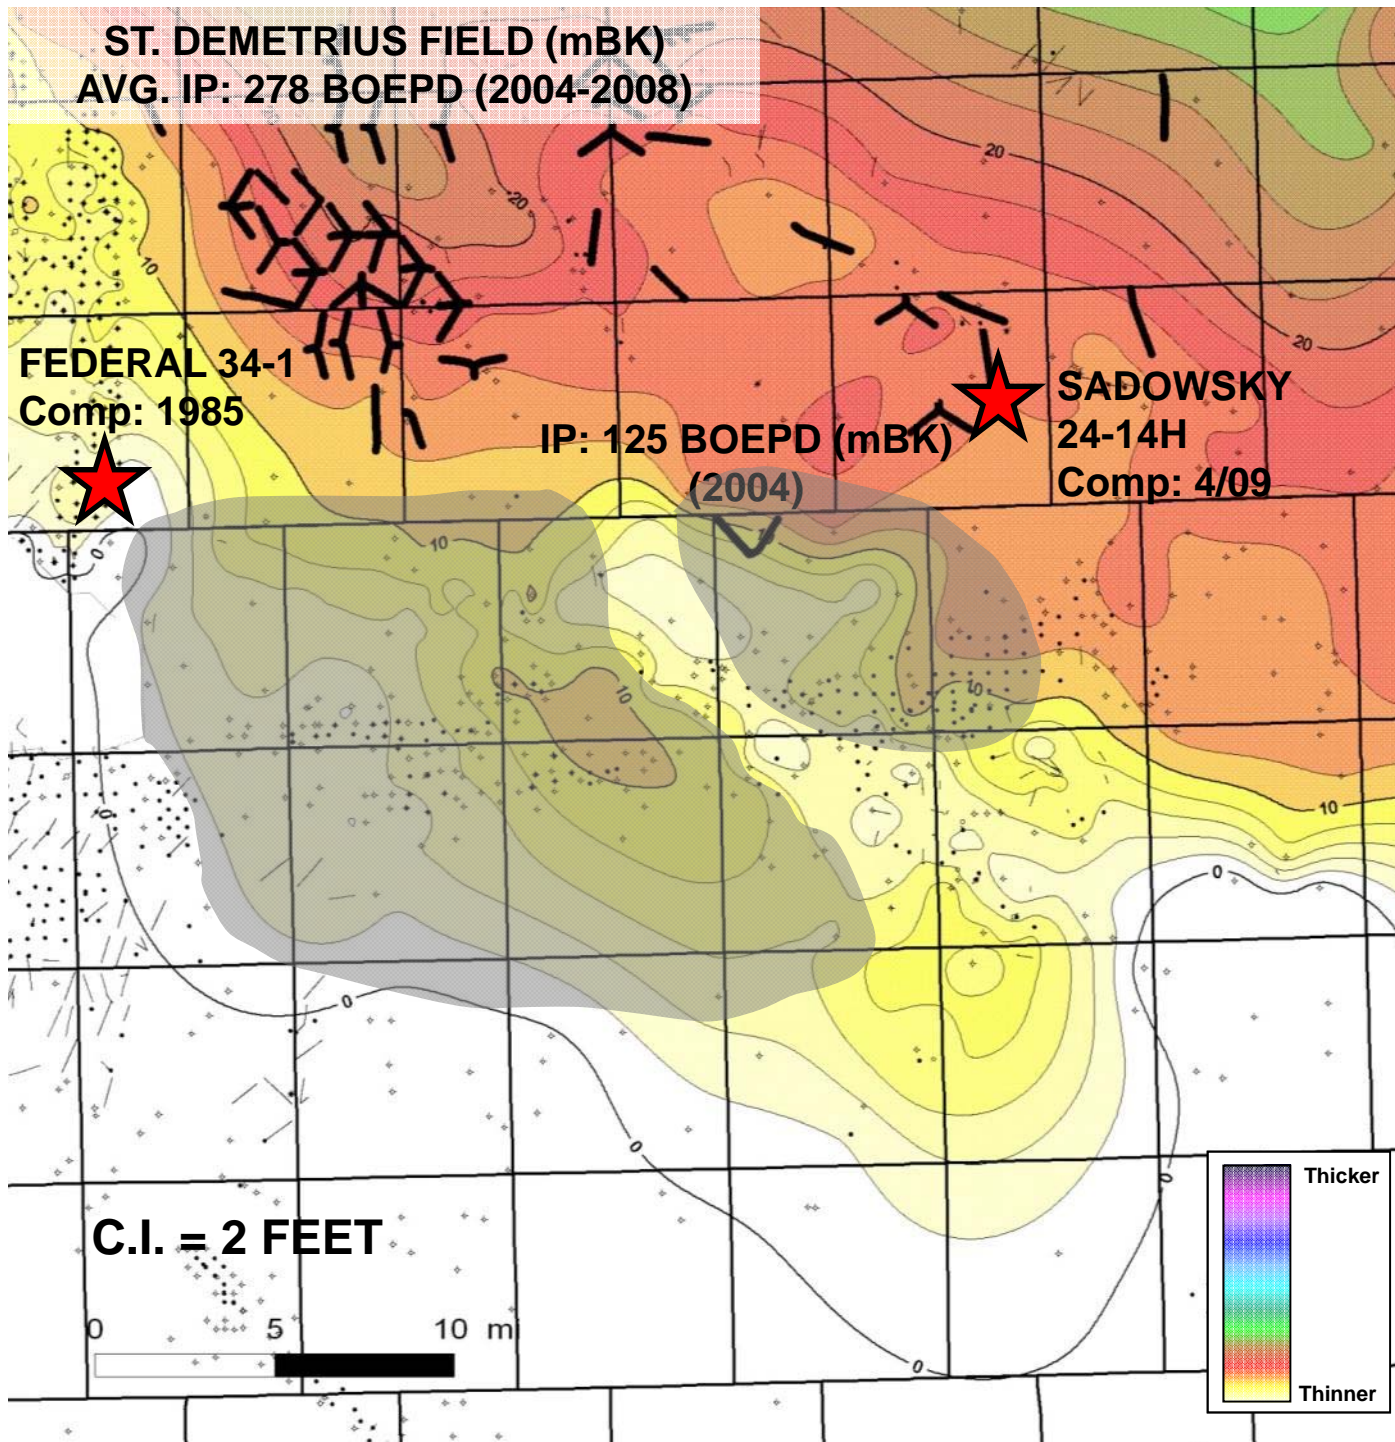 ST. DEMETRIUS FIELD (mBK)
AVG. IP: 278 BOEPD (2004-2008)
20
20
10
20
FEDERAL 34-1
Comp: 1985
SADOWSKY
24-14H
Comp: 4/09
IP: 125 BOEPD (mBK)
(2004)
0
10
10
10
0
10
0
0
0
0
C.I. = 2 FEET
0 5 10 mi
0
Thicker
Thinner